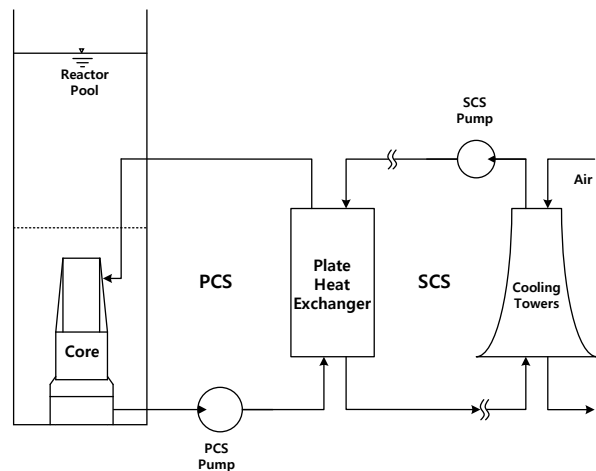 Reactor
Pool
SCS
Pump
Air
PCS
Plate
Heat
Exchanger
SCS
Cooling
Towers
Core
PCS
Pump